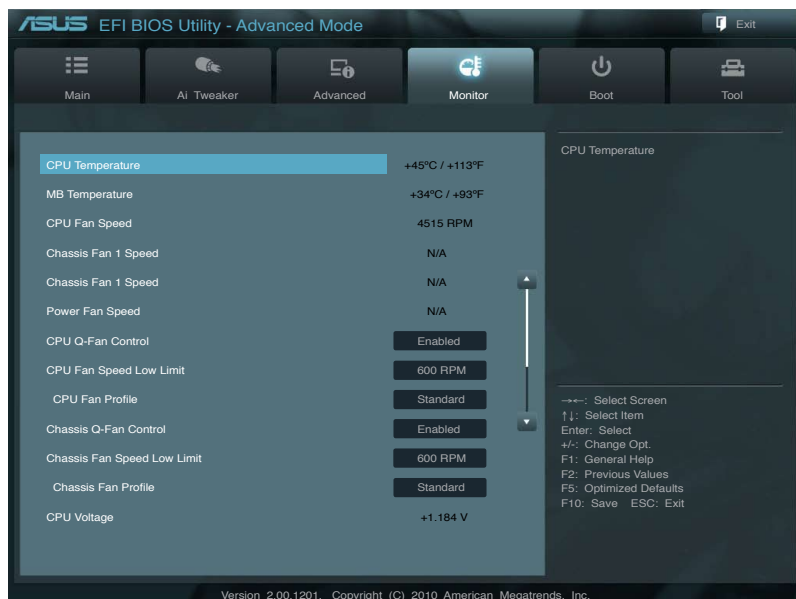 ASUS EFI BIOS Utility - Advanced Mode
Exit
Main
Ai Tweaker
Advanced
Monitor
Boot
Tool
CPU Temperature +45ºC / +113ºF
MB Temperature +34ºC / +93ºF
CPU Fan Speed 4515 RPM
Chassis Fan 1 Speed N/A
Chassis Fan 1 Speed N/A
Power Fan Speed N/A
CPU Q-Fan Control Enabled
CPU Fan Speed Low Limit 600 RPM
CPU Fan Profile Standard
Chassis Q-Fan Control Enabled
Chassis Fan Speed Low Limit 600 RPM
Chassis Fan Profile Standard
CPU Voltage +1.184 V
CPU Temperature
→←: Select Screen
↑↓: Select Item
Enter: Select
+/-: Change Opt.
F1: General Help
F2: Previous Values
F5: Optimized Defaults
F10: Save ESC: Exit
Version 2.00.1201. Copyright (C) 2010 American Megatrends, Inc.